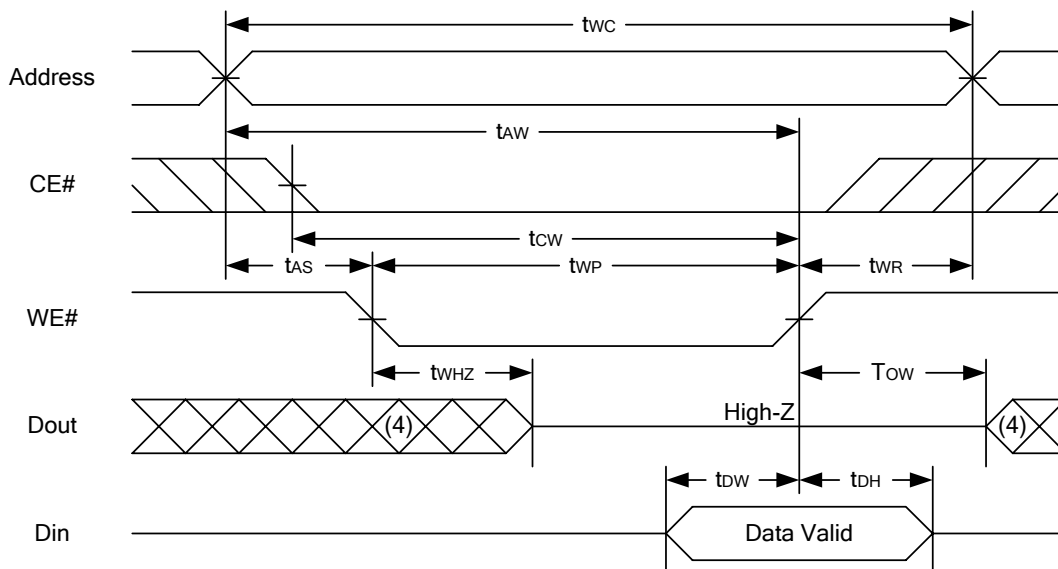 tWC
Address
tAW
CE#
tCW
tAS
tWP
tWR
WE#
tWHZ
TOW
High-Z
Dout
(4)
(4)
tDW
tDH
Din
Data Valid